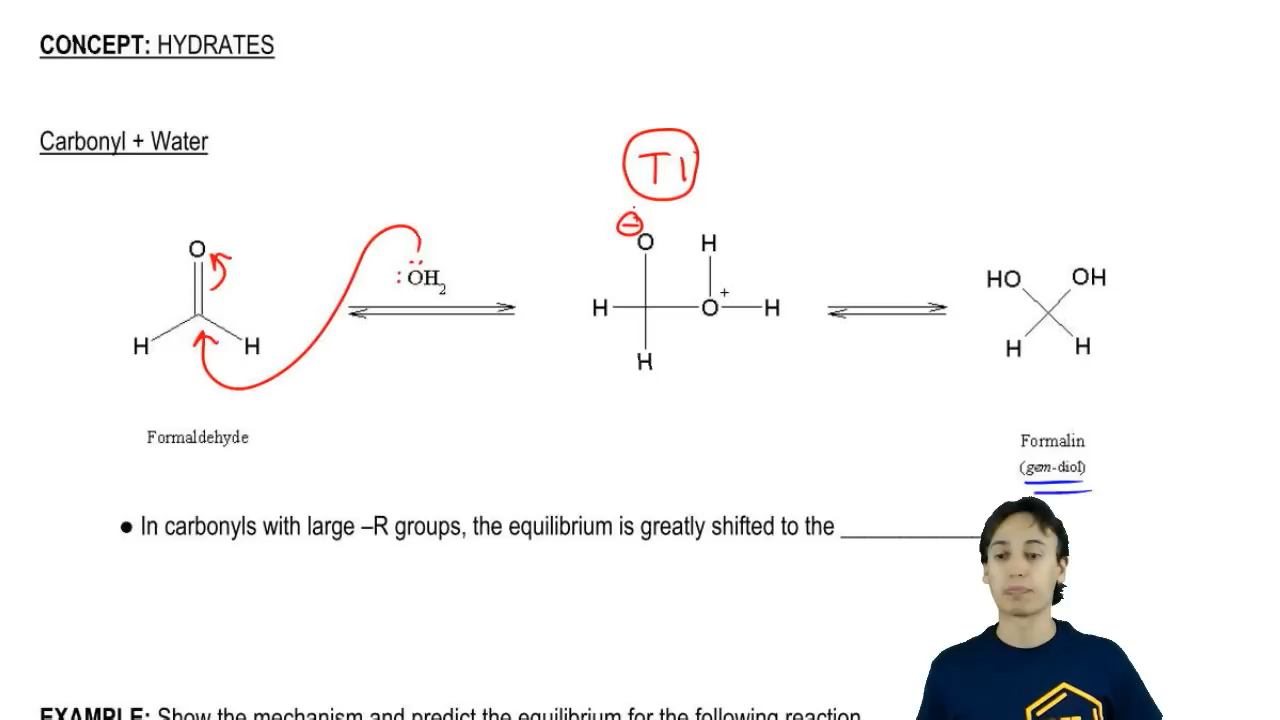 CONCEPT: HYDRATES
Carbonyl + Water
TI
O
:ÖH2
⊖
O
H
HO
OH
H
H
H
O
+
H
H
H
H
H
Formaldehyde
Formalin
(gem-diol)
● In carbonyls with large –R groups, the equilibrium is greatly shifted to the ____________
EXAMPLE: Show the mechanism and predict the equilibrium for the following reaction